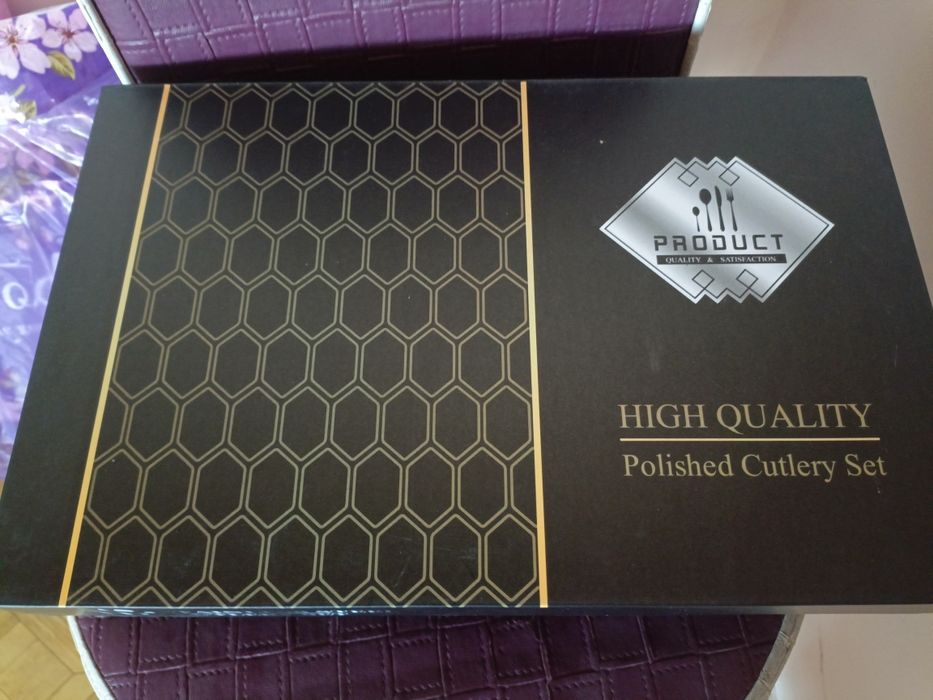 PRODUCT
QUALITY & SATISFACTION
HIGH QUALITY
Polished Cutlery Set